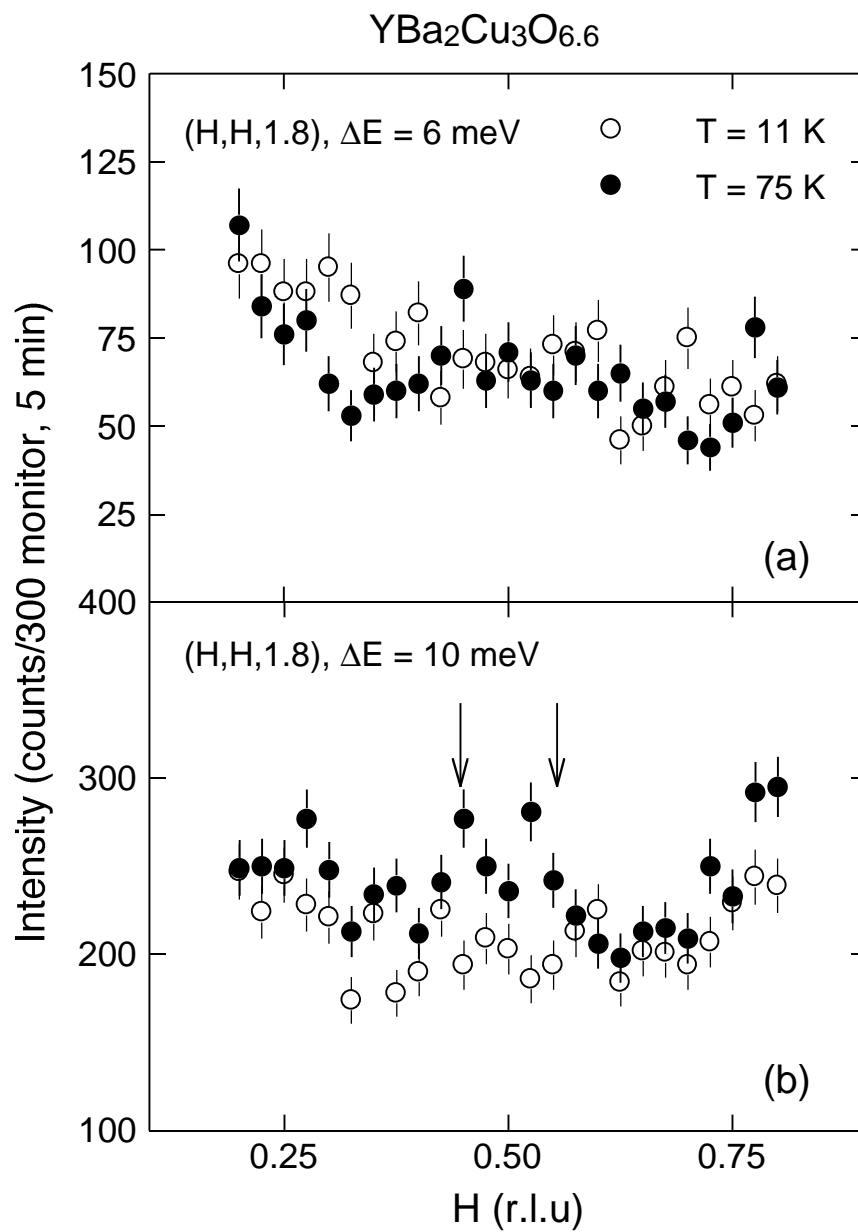 YBa₂Cu₃O₆.₆
150
(H,H,1.8), ΔE = 6 meV
T = 11 K
125
T = 75 K
100
75
50
25
(a)
400
(H,H,1.8), ΔE = 10 meV
300
200
(b)
100
0.25 0.50 0.75
H (r.l.u)
Intensity (counts/300 monitor, 5 min)